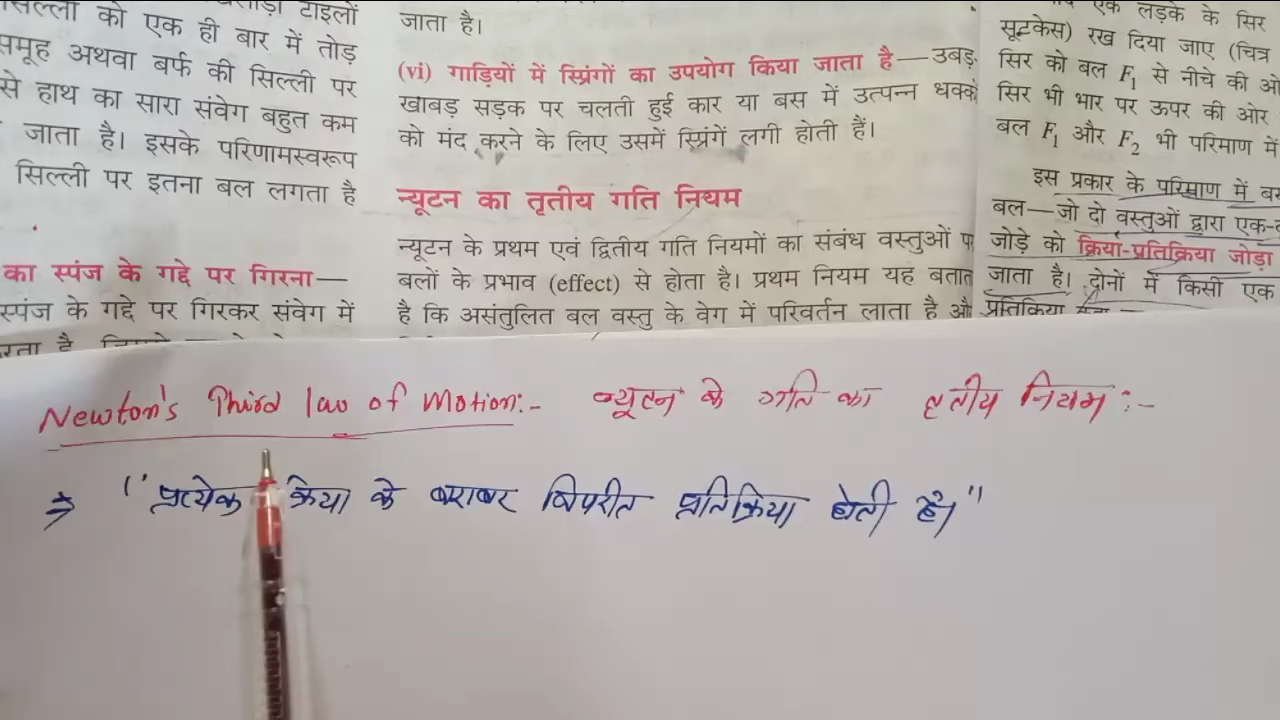 सिल्ली को एक ही बार में तोड़
समूह अथवा बर्फ की सिल्ली पर
से हाथ का सारा संवेग बहुत कम
जाता है। इसके परिणामस्वरूप
सिल्ली पर इतना बल लगता है
का स्पंज के गद्दे पर गिरना—
स्पंज के गद्दे पर गिरकर संवेग में
जाता है।
(vi) गाड़ियों में स्प्रिंगों का उपयोग किया जाता है—उबड़-
खाबड़ सड़क पर चलती हुई कार या बस में उत्पन्न धक्कों
को मंद करने के लिए उसमें स्प्रिंगें लगी होती हैं।
न्यूटन का तृतीय गति नियम
न्यूटन के प्रथम एवं द्वितीय गति नियमों का संबंध वस्तुओं
बलों के प्रभाव (effect) से होता है। प्रथम नियम यह बताता
है कि असंतुलित बल वस्तु के वेग में परिवर्तन लाता है
एक लड़के के सिर
सूटकेस) रख दिया जाए (चित्र
सिर को बल F₁ से नीचे की
सिर भी भार पर ऊपर की ओर
बल F₁ और F₂ भी परिमाण में
इस प्रकार के परिमाण में
बल—जो दो वस्तुओं द्वारा एक-
जोड़े को क्रिया-प्रतिक्रिया जोड़ा
जाता है। दोनों में किसी एक
प्रतिक्रिया
Newton's Third law of Motion:- न्यूटन के गति का तृतीय नियम :-
⇒ "प्रत्येक क्रिया के बराबर विपरीत प्रतिक्रिया होती है।"